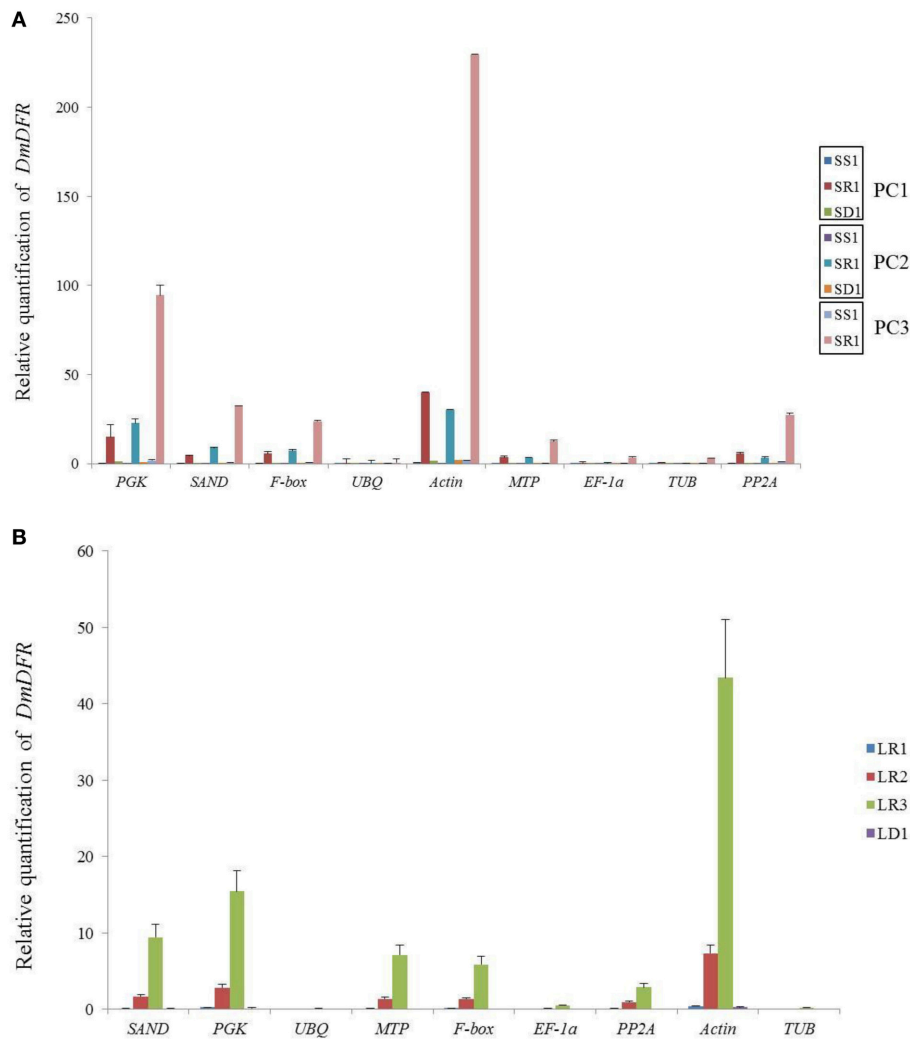 A
Relative quantification of DmDFR
250
200
150
100
50
0
PGK SAND F-box UBQ Actin MTP EF-1a TUB PP2A
SS1
SR1
SD1
PC1
SS1
SR1
SD1
PC2
SS1
SR1
PC3
B
Relative quantification of DmDFR
60
50
40
30
20
10
0
SAND PGK UBQ MTP F-box EF-1a PP2A Actin TUB
LR1
LR2
LR3
LD1